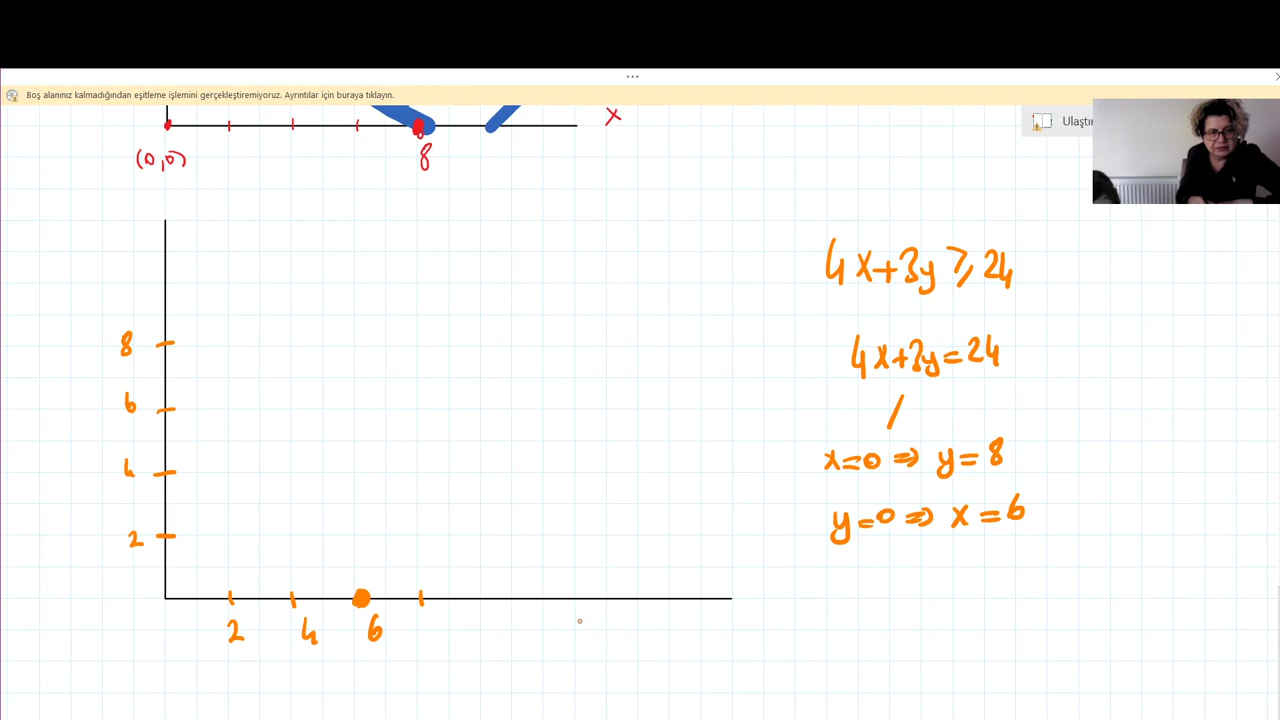 Boş alanınız kalmadığından eşitleme işlemini gerçekleştiremiyoruz. Ayrıntılar için buraya tıklayın.
x
Ulaştır
(0,0)
8
4x+3y ⩾ 24
8
4x+3y=24
6
x=0 ⇒ y=8
4
y=0 ⇒ x=6
2
2 4 6